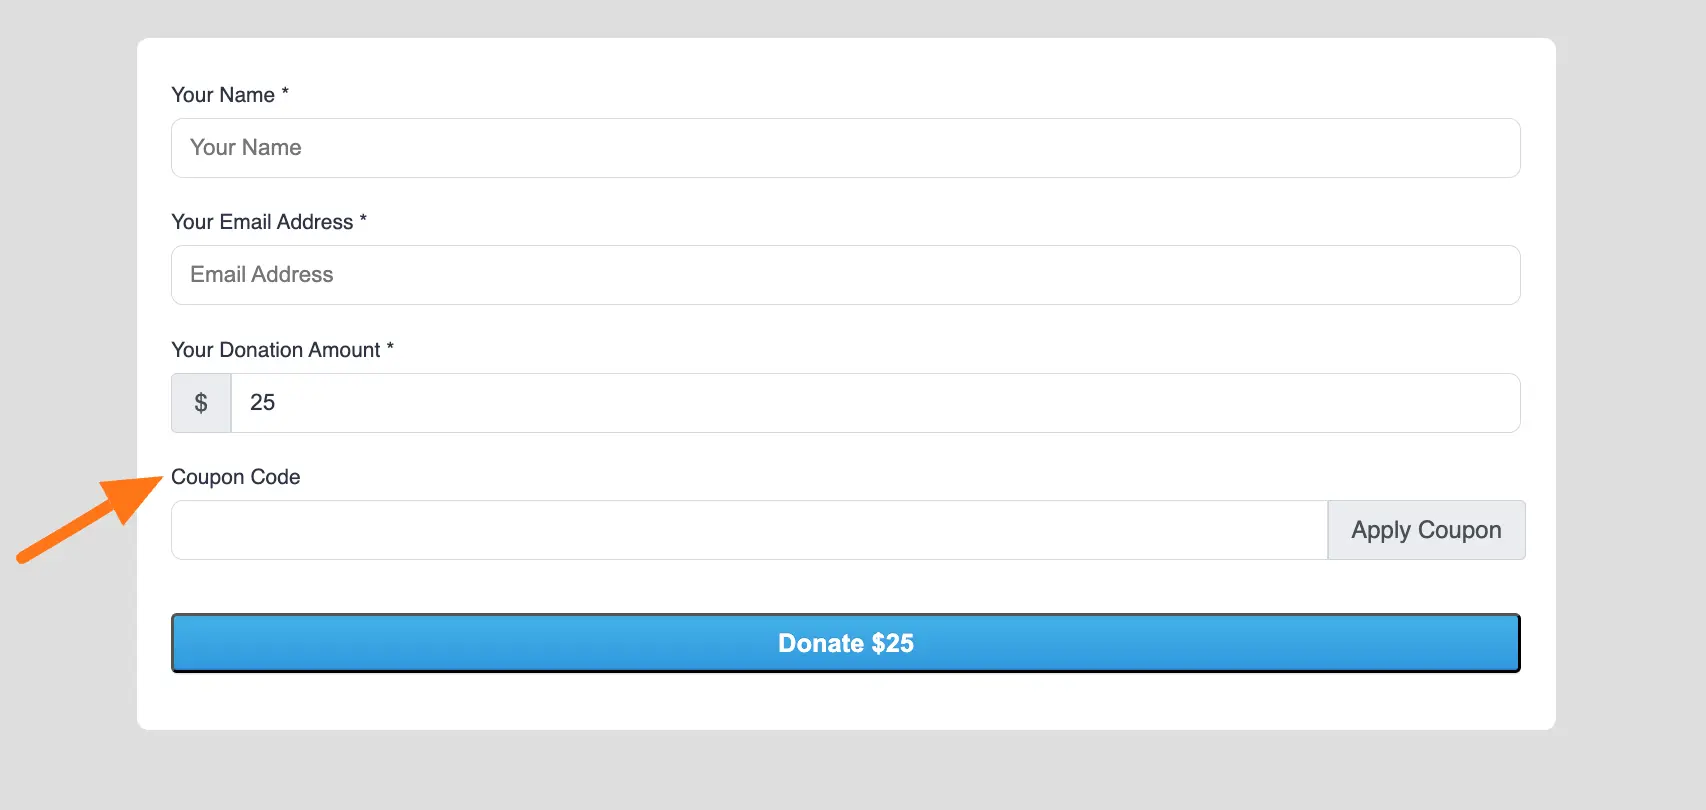 Your Name *
Your Name
Your Email Address *
Email Address
Your Donation Amount *
$ 25
Coupon Code
Apply Coupon
Donate $25